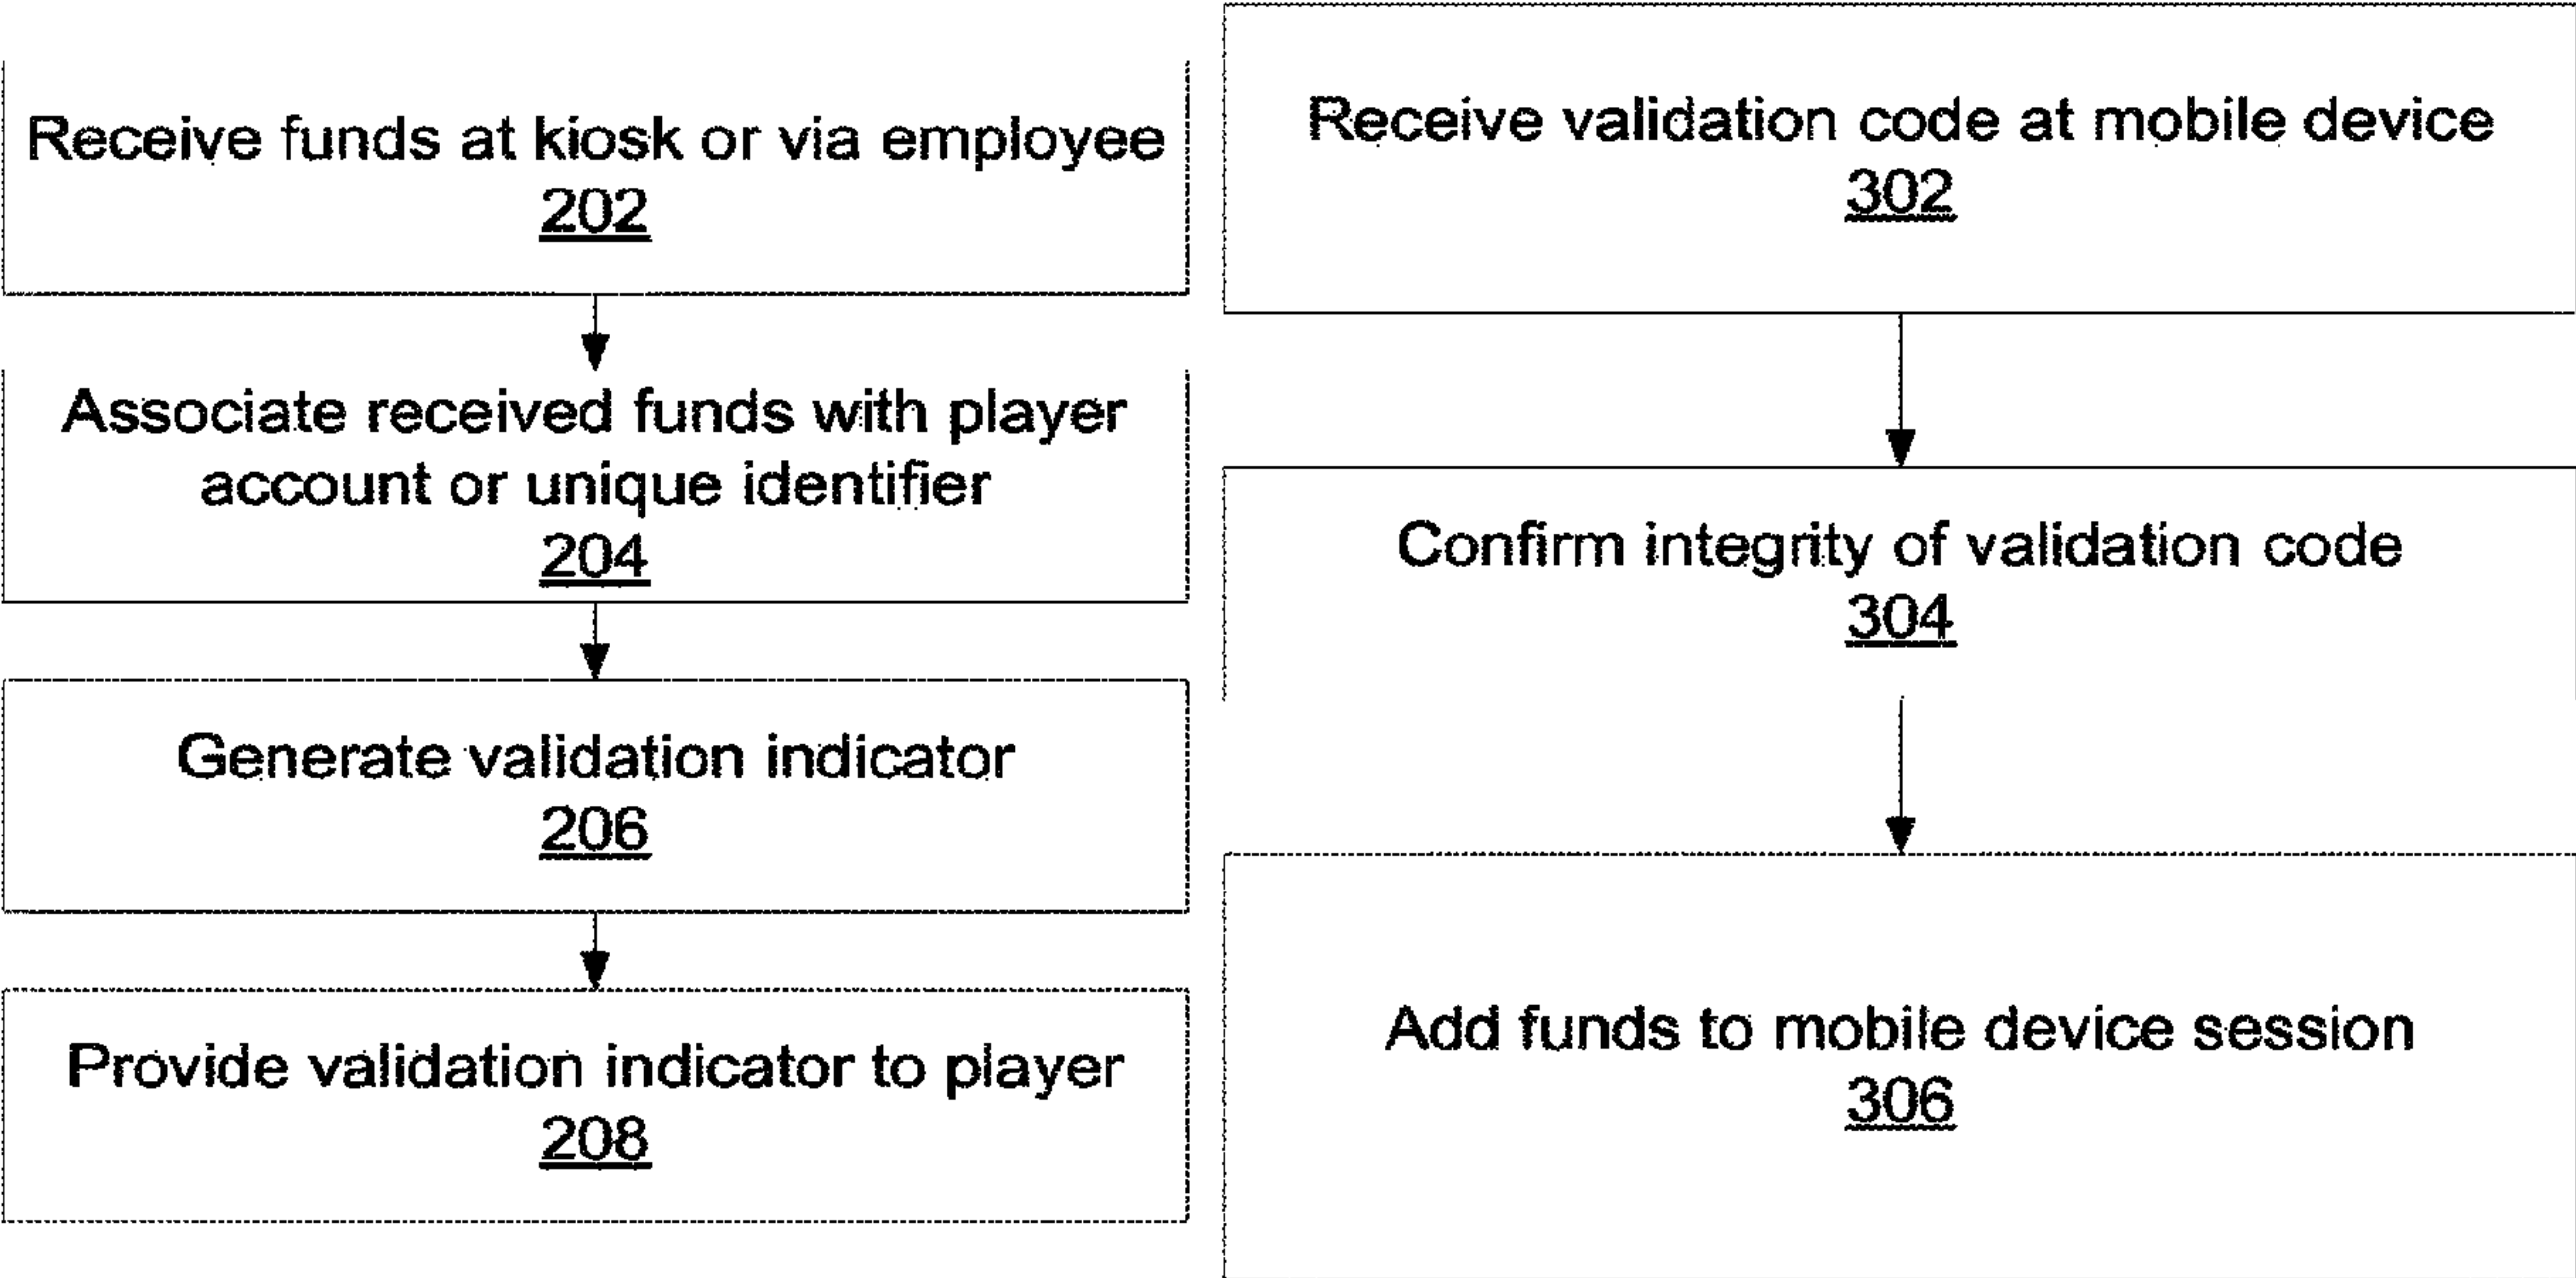 Receive funds at kiosk or via employee
202
Associate received funds with player
account or unique identifier
204
Generate validation indicator
206
Provide validation indicator to player
208
Receive validation code at mobile device
302
Confirm integrity of validation code
304
Add funds to mobile device session
306